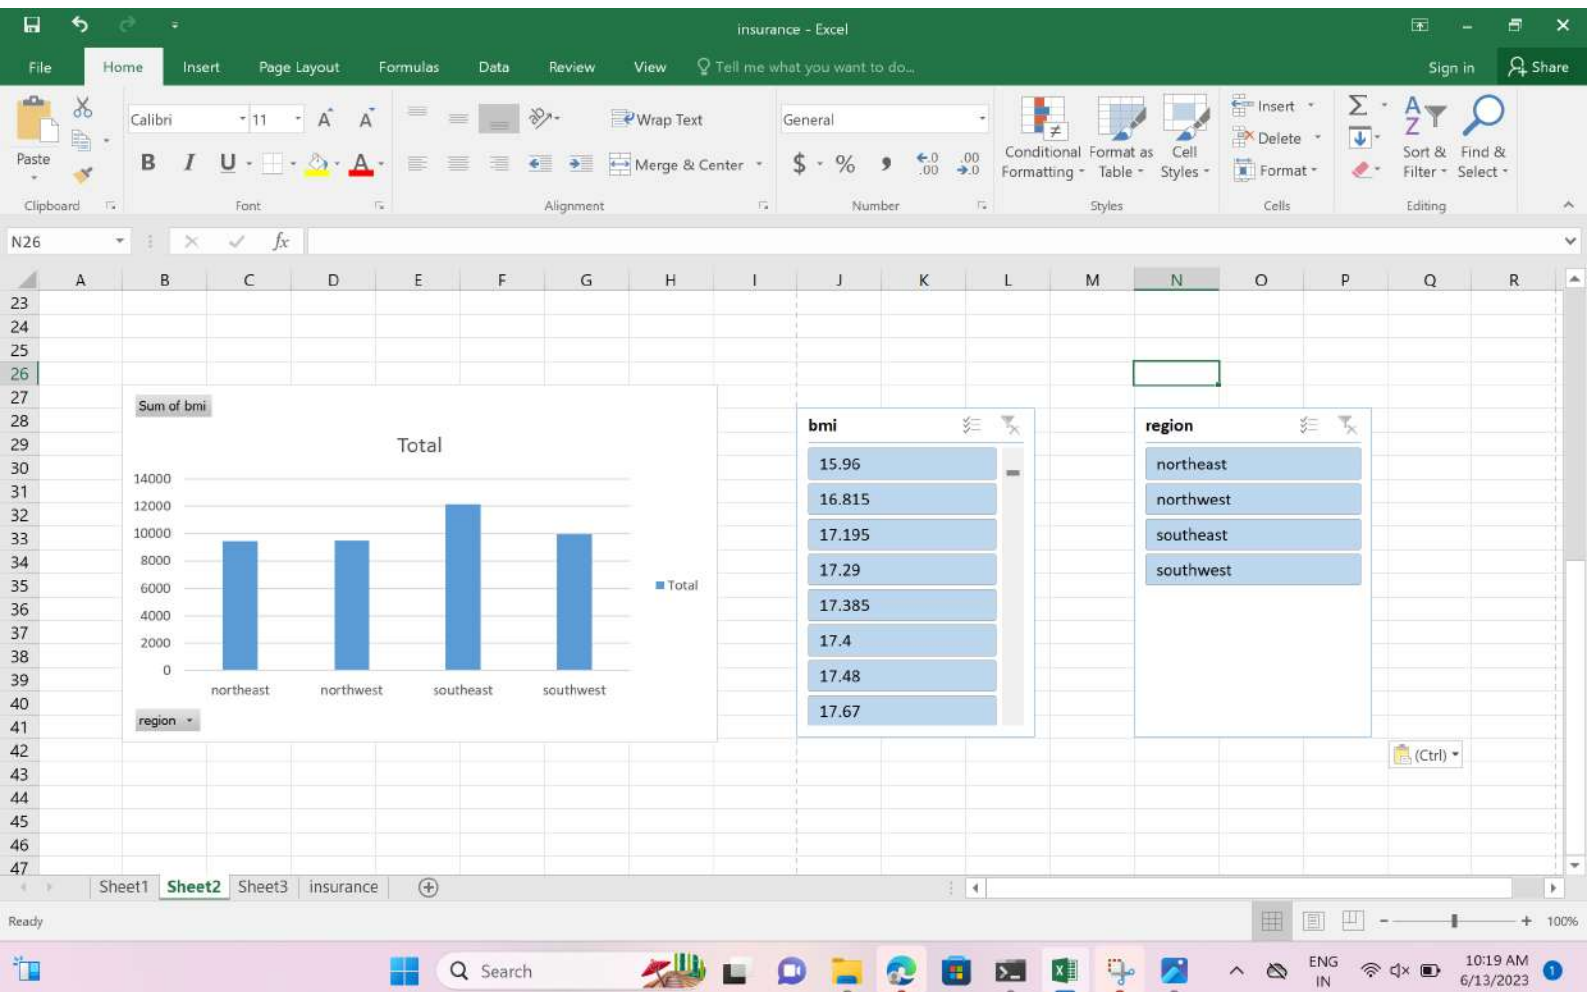 insurance - Excel
File Home Insert Page Layout Formulas Data Review View Tell me what you want to do... Sign in Share
Calibri 11 A A Wrap Text General Insert
Paste B I U A Merge & Center $ % , .0 .00 .00 .0 Conditional Formatting Format as Table Cell Styles Delete Format Σ A Z Sort & Filter Find & Select
Clipboard Font Alignment Number Styles Cells Editing
N26 fx
A B C D E F G H I J K L M N O P Q R
23
24
25
26
27
28
29
30
31
32
33
34
35
36
37
38
39
40
41
42
43
44
45
46
47
Sum of bmi
Total
14000
12000
10000
8000
6000
4000
2000
0
northeast northwest southeast southwest
Total
region
bmi
15.96
16.815
17.195
17.29
17.385
17.4
17.48
17.67
region
northeast
northwest
southeast
southwest
(Ctrl)
Sheet1 Sheet2 Sheet3 insurance
Ready 100%
Search ENG IN 10:19 AM 6/13/2023 1